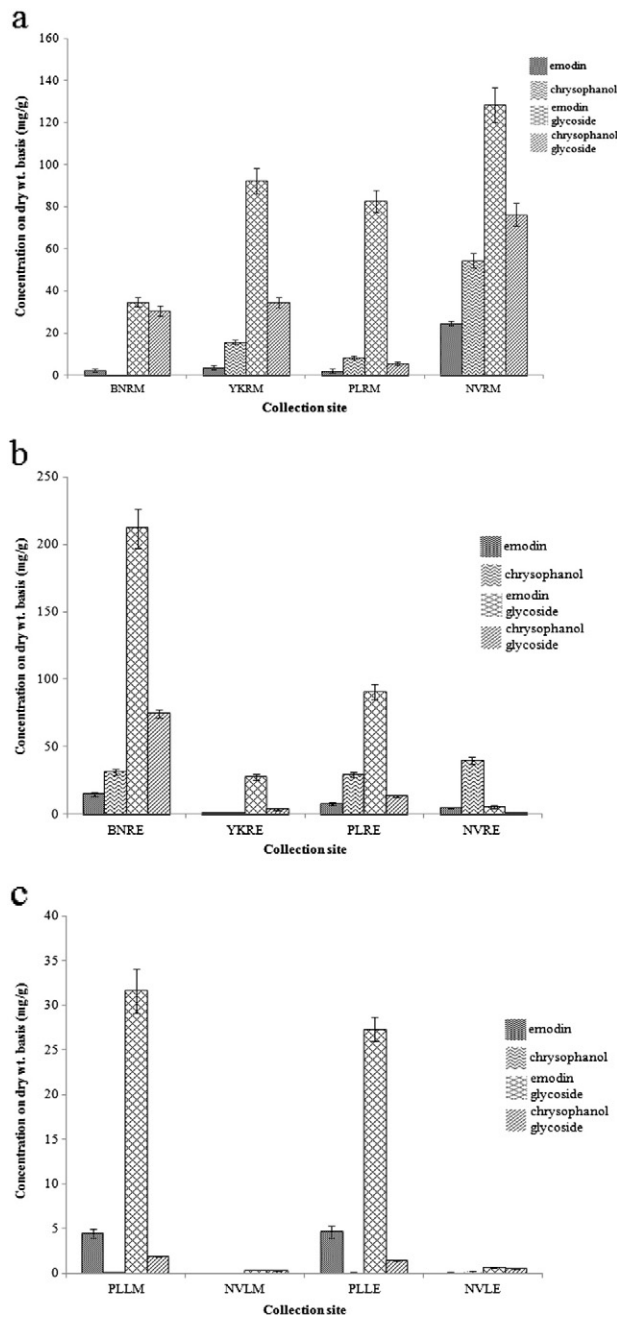 a
160
140
120
100
80
60
40
20
0
Concentration on dry wt. basis (mg/g)
BNRM YKRM PLRM NVRM
Collection site
emodin
chrysophanol
emodin
glycoside
chrysophanol
glycoside
b
250
200
150
100
50
0
Concentration on dry wt. basis (mg/g)
BNRE YKRE PLRE NVRE
Collection site
emodin
chrysophanol
emodin
glycoside
chrysophanol
glycoside
c
40
35
30
25
20
15
10
5
0
Concentration on dry wt. basis (mg/g)
PLLM NVLM PLLE NVLE
Collection site
emodin
chrysophanol
emodin
glycoside
chrysophanol
glycoside